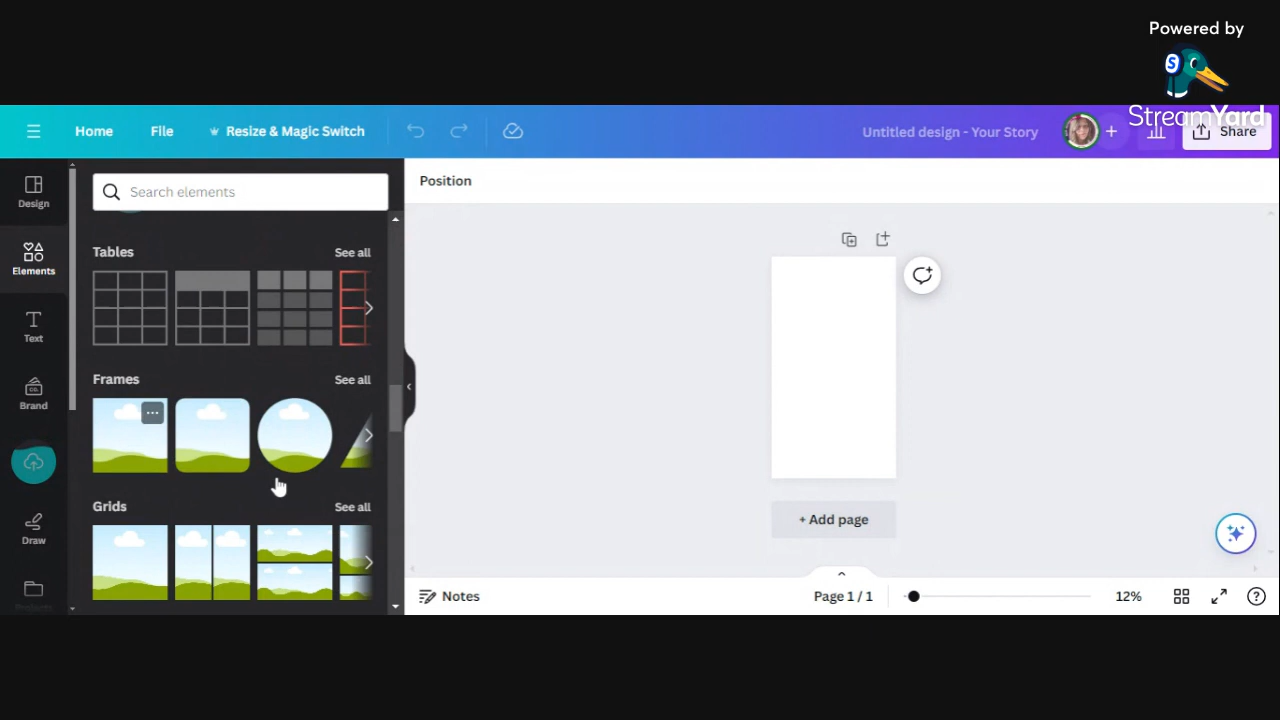 Powered by
StreamYard
Home
File
Resize & Magic Switch
Untitled design - Your Story
Share
Design
Elements
Text
Brand
Draw
Search elements
Tables
See all
Frames
See all
Grids
See all
Position
+ Add page
Notes
Page 1 / 1
12%